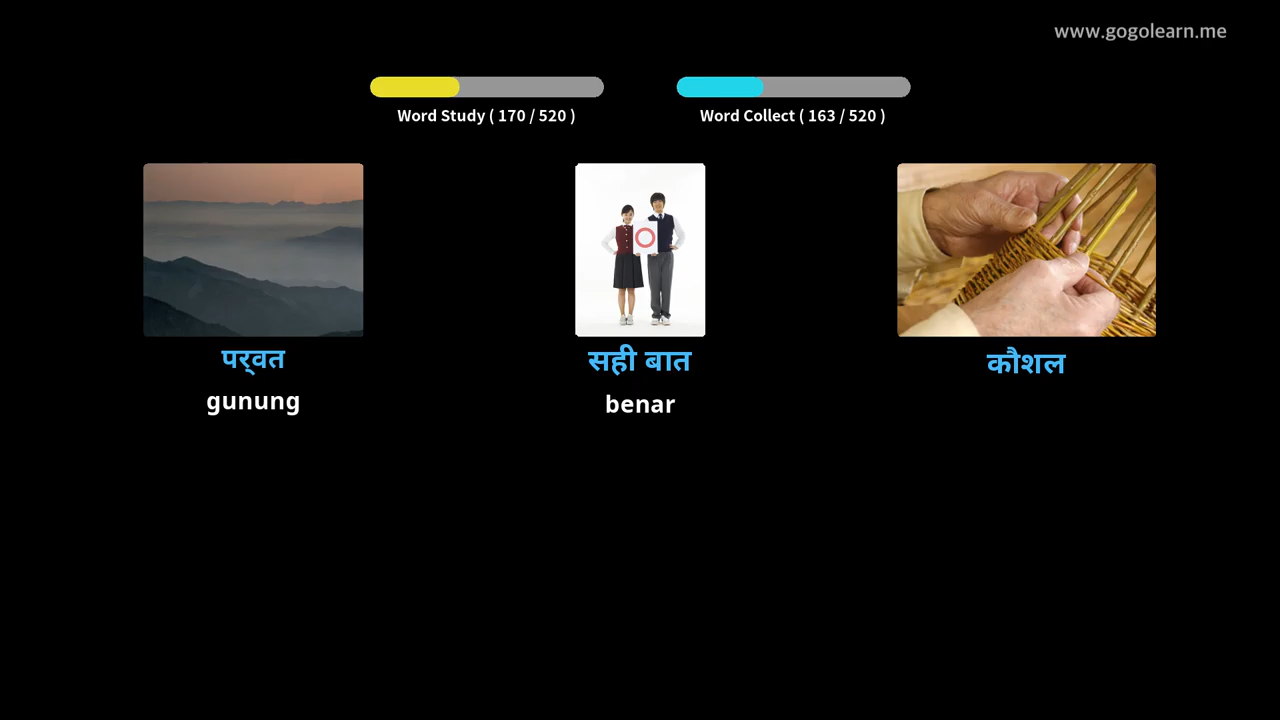 www.gogolearn.me
Word Study ( 170 / 520 )
Word Collect ( 163 / 520 )
पर्‌वत
gunung
सही बात
benar
कौशल